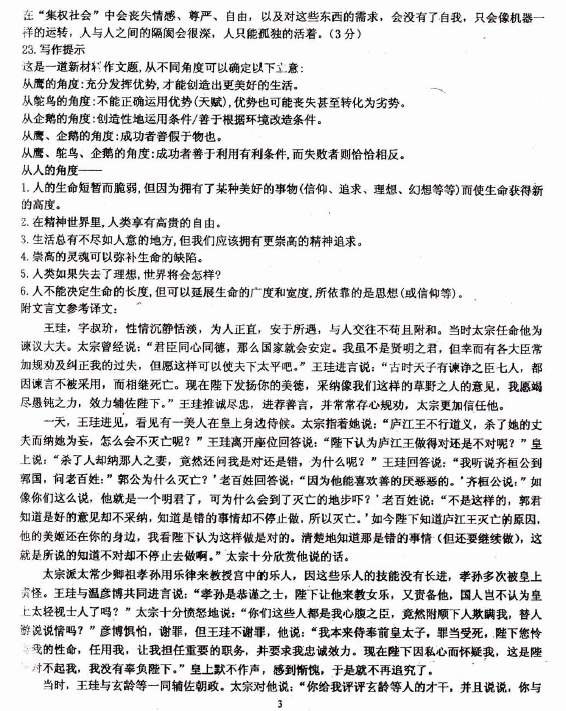 在“集权社会”中会丧失情感、尊严、自由，以及对这些东西的需求，会没有了自我，只会像机器一
样的运转，人与人之间的隔阂会很深，人只能孤独的活着。(3分)
23.写作提示
这是一道新材料作文题,从不同角度可以确定以下立意:
从鹰的角度:充分发挥优势,才能创造出更美好的生活。
从鸵鸟的角度:不能正确运用优势(天赋),优势也可能丧失甚至转化为劣势。
从企鹅的角度:创造性地运用条件/善于根据环境改造条件。
从鹰、企鹅的角度:成功者善假于物也。
从鹰、鸵鸟、企鹅的角度:成功者善于利用有利条件,而失败者则恰恰相反。
从人的角度——
1.人的生命短暂而脆弱,但因为拥有了某种美好的事物(信仰、追求、理想、幻想等等)而使生命获得新
的高度。
2.在精神世界里,人类享有高贵的自由。
3.生活总有不尽如人意的地方,但我们应该拥有更崇高的精神追求。
4.崇高的灵魂可以弥补生命的缺陷。
5.人类如果失去了理想,世界将会怎样?
6.人不能决定生命的长度,但可以延展生命的广度和宽度,所依靠的是思想(或信仰等)。
附文言文参考译文:
王珪，字叔玠，性情沉静恬淡，为人正直，安于所遇，与人交往不苟且附和。当时太宗任命他为
谏议大夫。太宗曾经说：“君臣同心同德，那么国家就会安定。我虽不是贤明之君，但幸而有各大臣常
加规劝及纠正我的过失，但愿这样可以使天下太平吧。”王珪进言说：“古时天子有谏诤之臣七人，都
因谏言不被采用，而相继死亡。现在陛下发扬你的美德，采纳像我们这样的草野之人的意见，我愿竭
尽愚钝之力，效力辅佐陛下。”王珪推诚尽忠，进荐善言，并常常存心规劝，太宗更加信任他。
一天，王珪进见，看见有一美人在皇上身边侍候。太宗指着她说：“庐江王不行道义，杀了她的丈
夫而纳她为妾，怎么会不灭亡呢？”王珪离开座位回答说：“陛下认为庐江王做得对还是不对呢？”皇
上说：“杀了人却纳那人之妻，竟然还问我是对还是错，为什么呢？”王珪回答说：“我听说齐桓公到
郭国，问老百姓：”郭公为什么灭亡？’老百姓回答说：“因为他能喜欢善的厌恶恶的。’齐桓公说：”如
像你们这么说，他就是一个明君了，可为什么会到了灭亡的地步吓？’老百姓说：“不是这样的，郭君
知道是好的意见却不采纳，知道是错的事情却不停止做，所以灭亡。’如今陛下知道庐江王灭亡的原因，
他的美姬还在你的身边，我看陛下认为这样做是对的。清楚地知道那是错的事情（但还要继续做），这
就是所说的知道不对却不停止去做啊。”太宗十分欣赏他说的话。
太宗派太常少卿祖孝孙用乐律来教授宫中的乐人，因这些乐人的技能没有长进，孝孙多次被皇上
责怪。王珪与温彦博共同进言说：“孝孙是恭谨之士，陛下让他来教女乐，又责备他，国人岂不认为皇
上太轻视士人了吗？”太宗十分愤怒地说：“你们这些人都是我心腹之臣，竟然附顺下人欺瞒我，替人
游说说情吗？”彦博惧怕，谢罪，但王珪不谢罪，他说：“我本来侍奉前皇太子，罪当受死，陛下您怜
我的性命，任用我，让我担任重要的职务，并要求我忠诚效力。现在陛下因私心而怀疑我，这是陛
对不起我，我没有辜负陛下。”皇上默不作声，感到惭愧，于是就不再追究了。
当时，王珪与玄龄等一同辅佐朝政。太宗对他说：“你给我评评玄龄等人的才干，并且说说，你与
3